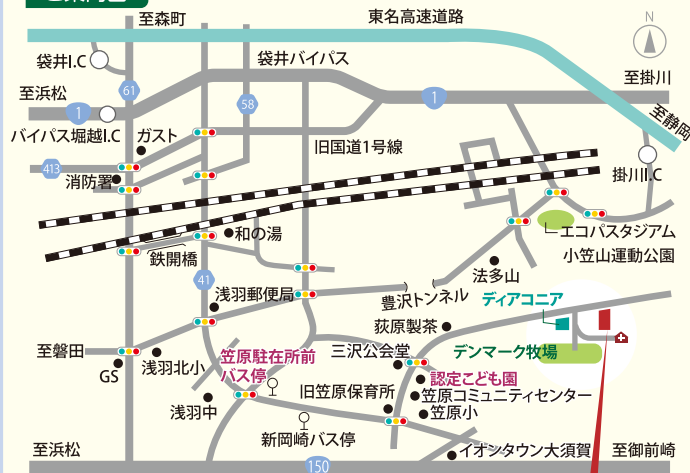 至森町
東名高速道路
N
袋井I.C
袋井バイパス
61
至掛川
至浜松
1
58
1
至静岡
バイパス堀越I.C
ガスト
旧国道1号線
413
消防署
掛川I.C
和の湯
エコパスタジアム
小笠山運動公園
鉄開橋
41
法多山
浅羽郵便局
豊沢トンネル
ディアコニア
荻原製茶
至磐田
笠原駐在所前
バス停
三沢公会堂
デンマーク牧場
GS
浅羽北小
認定こども園
旧笠原保育所
笠原コミュニティセンター
浅羽中
笠原小
新岡崎バス停
至浜松
150
イオンタウン大須賀
至御前崎